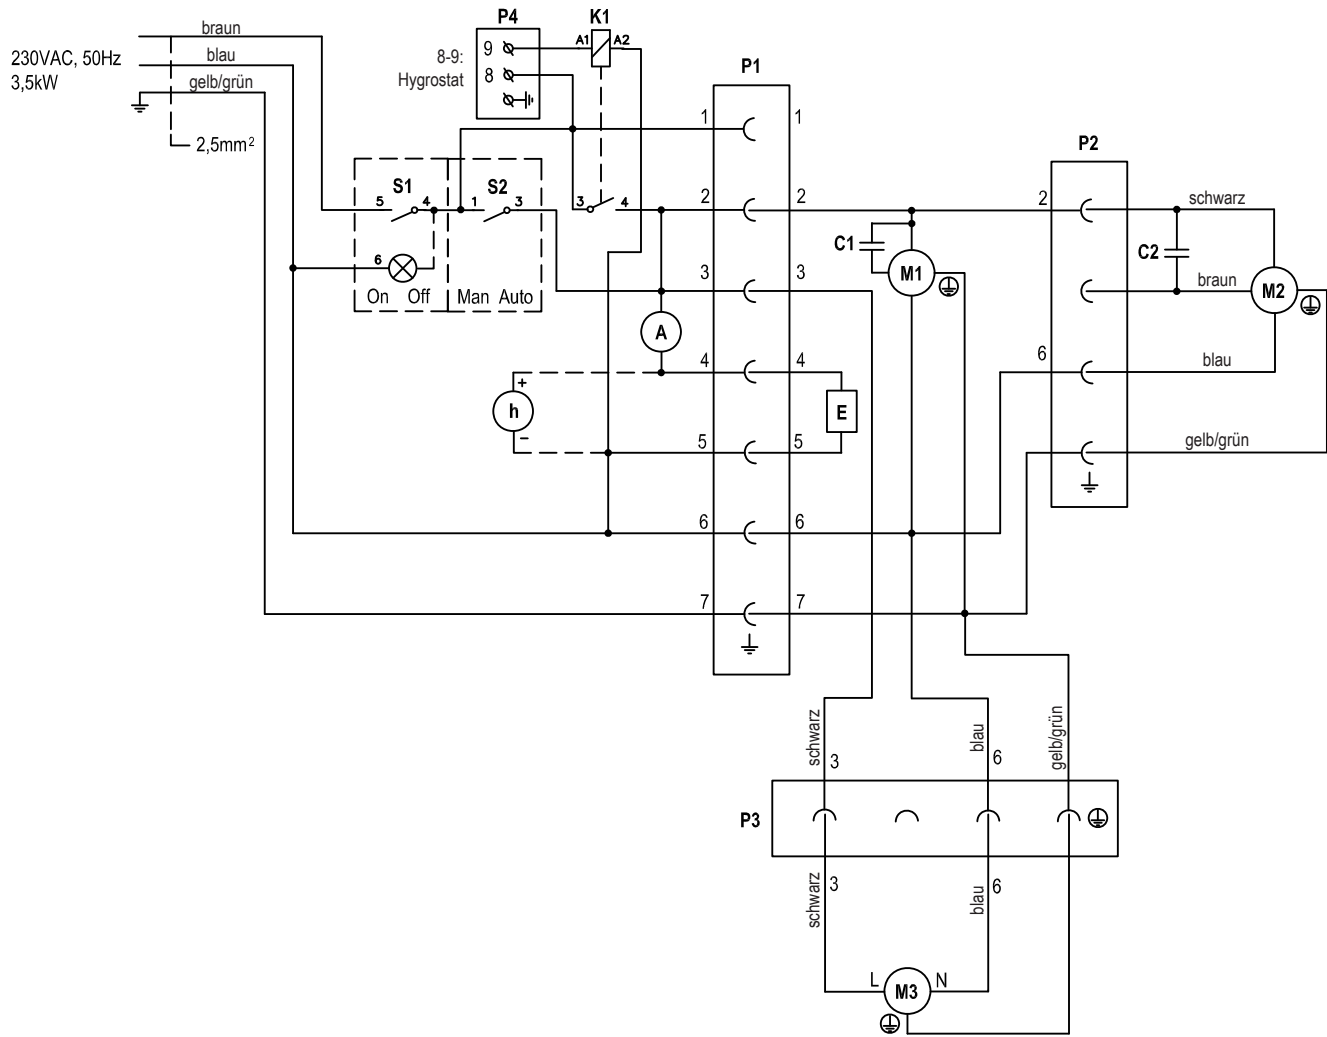 braun
230VAC, 50Hz
3,5kW
blau
gelb/grün
2,5mm²
P4
8-9:
Hygrostat
9
8
K1
A1 A2
P1
1 1
S1
5 4
6
On Off
S2
1 3
Man Auto
3 4
2 2
3 3
A
4 4
+
h
−
E
5 5
6 6
7 7
C1
M1
P2
2
schwarz
C2
braun
M2
6
blau
gelb/grün
schwarz
3
blau
6
gelb/grün
P3
schwarz
3
blau
6
L M3 N